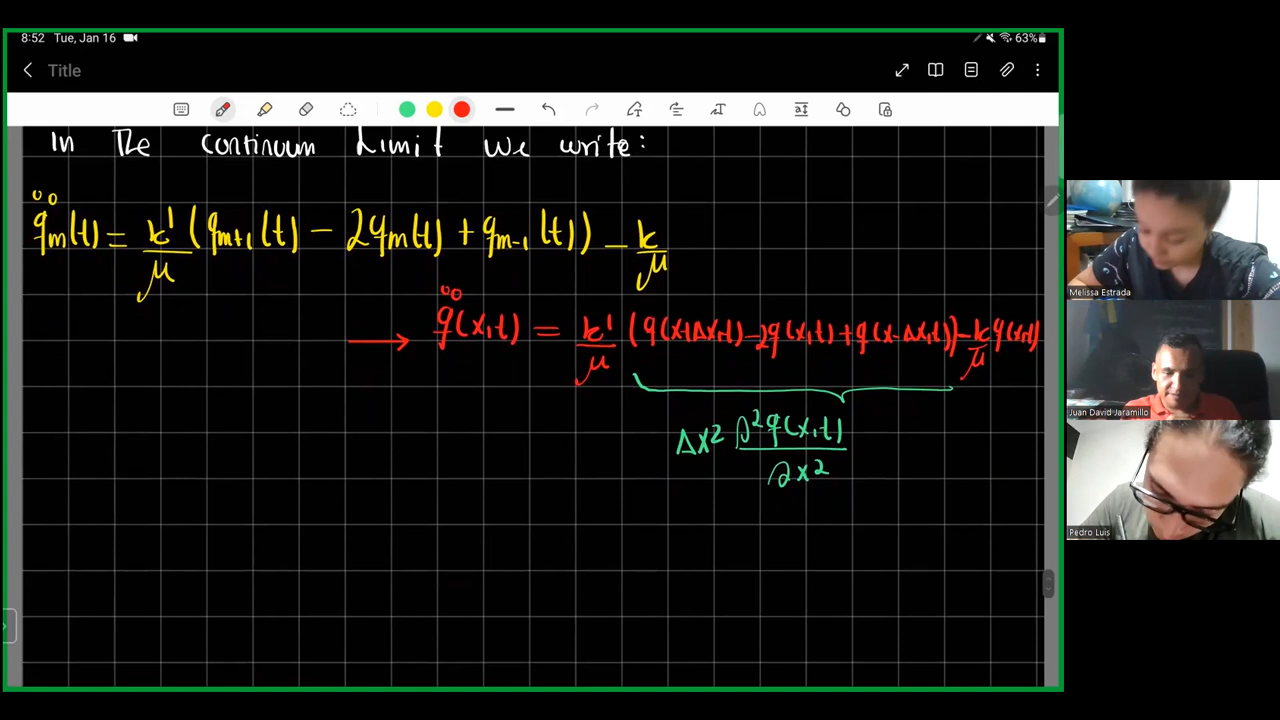 8:52 Tue, Jan 16 63%
Title
In The continuum Limit we write:
q̈m(t) = k'/μ (qm+1(t) − 2qm(t) + qm-1(t)) − k/μ
→ q̈(x,t) = k'/μ (q(x+Δx,t) − 2q(x,t) + q(x-Δx,t)) − k/μ q(x,t)
Δx² ∂²q(x,t)/∂x²
Melissa Estrada
Juan David Jaramillo
Pedro Luis